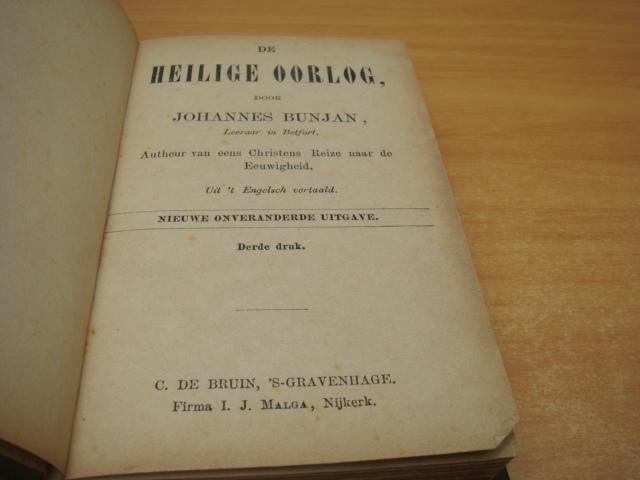 DE
HEILIGE OORLOG,
DOOR
JOHANNES BUNJAN,
Leeraar in Betfort,
Autheur van eens Christens Reize naar de
Eeuwigheid.
Uit 't Engelsch vertaald.
NIEUWE ONVERANDERDE UITGAVE.
Derde druk.
C. DE BRUIN, 'S-GRAVENHAGE.
Firma I. J. MALGA, Nijkerk.